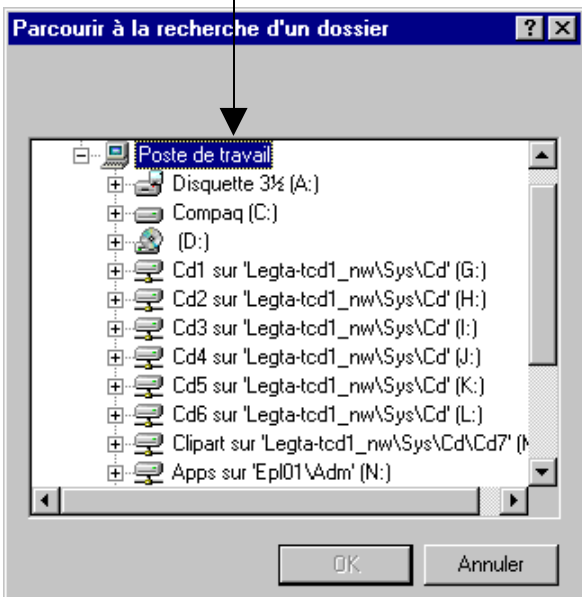 Parcourir à la recherche d'un dossier
Poste de travail
Disquette 3½ (A:)
Compaq (C:)
(D:)
Cd1 sur 'Legta-tcd1_nw\Sys\Cd' (G:)
Cd2 sur 'Legta-tcd1_nw\Sys\Cd' (H:)
Cd3 sur 'Legta-tcd1_nw\Sys\Cd' (I:)
Cd4 sur 'Legta-tcd1_nw\Sys\Cd' (J:)
Cd5 sur 'Legta-tcd1_nw\Sys\Cd' (K:)
Cd6 sur 'Legta-tcd1_nw\Sys\Cd' (L:)
Clipart sur 'Legta-tcd1_nw\Sys\Cd\Cd7' (
Apps sur 'Epl01\Adm' (N:)
OK
Annuler